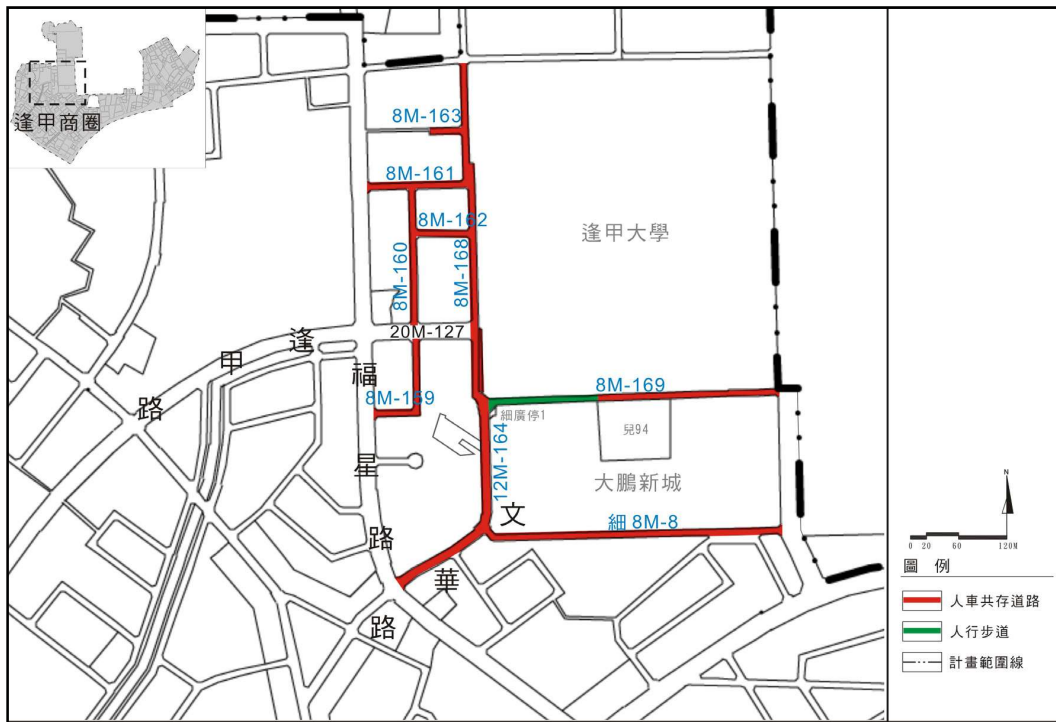 逢甲商圈
8M-163
8M-161
8M-162
逢甲大學
8M-160
8M-168
20M-127
逢甲路
福星路
8M-159
8M-169
細廣停1
兒94
12M-164
大鵬新城
文華路
細 8M-8
N
0 20 60 120M
圖 例
人車共存道路
人行步道
計畫範圍線